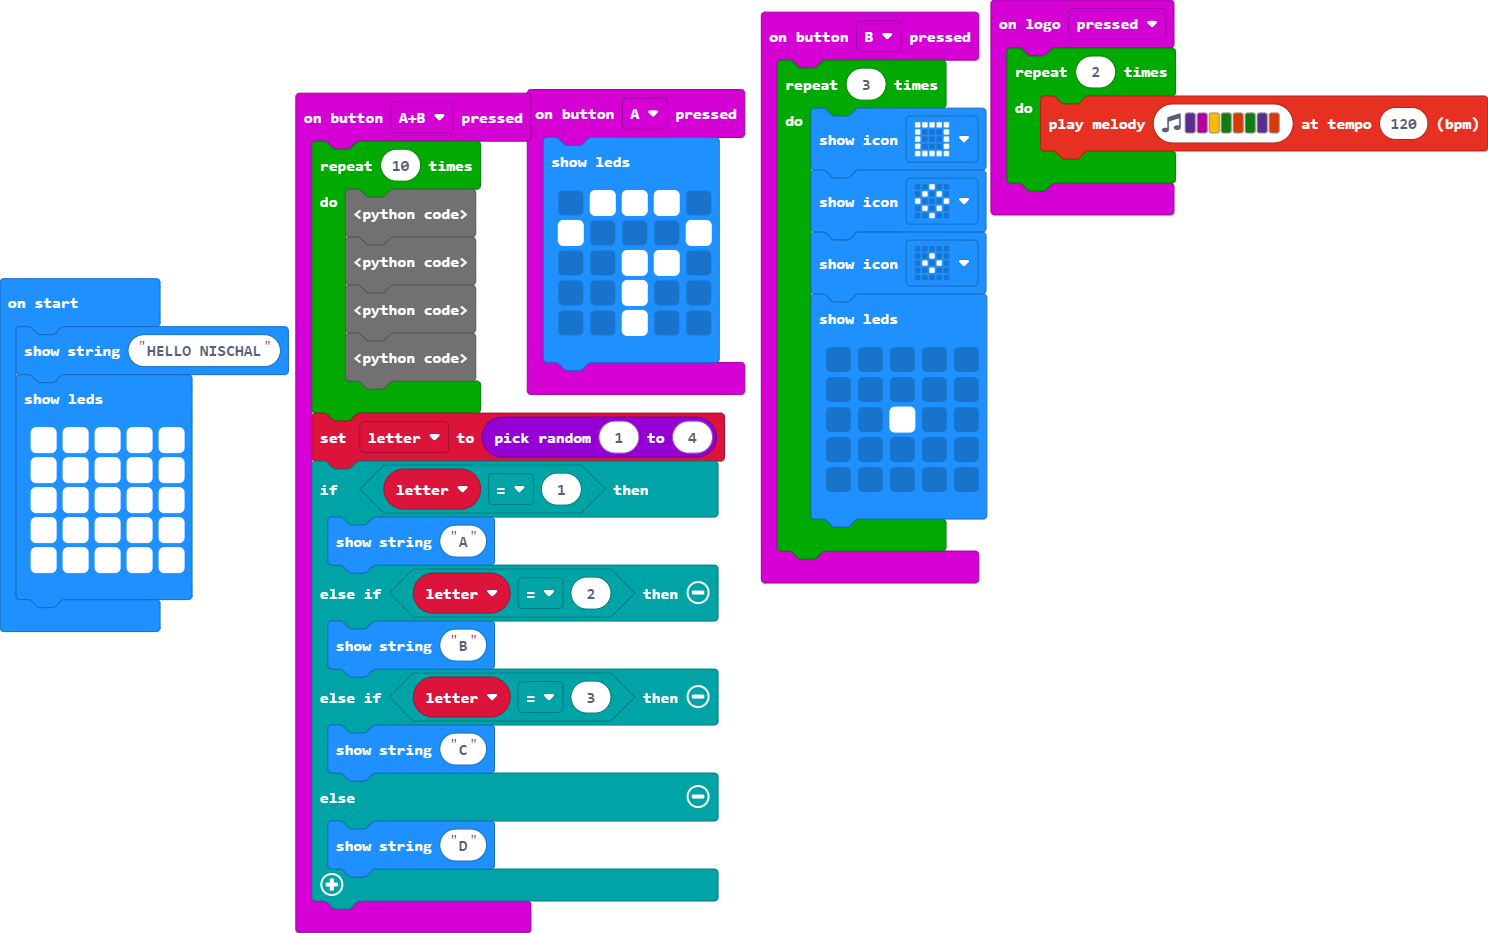 on start
show string "HELLO NISCHAL"
show leds
on button A+B pressed
repeat 10 times
do
<python code>
<python code>
<python code>
<python code>
set letter to pick random 1 to 4
if letter = 1 then
show string "A"
else if letter = 2 then
show string "B"
else if letter = 3 then
show string "C"
else
show string "D"
on button A pressed
show leds
on button B pressed
repeat 3 times
do
show icon
show icon
show icon
show leds
on logo pressed
repeat 2 times
do
play melody at tempo 120 (bpm)